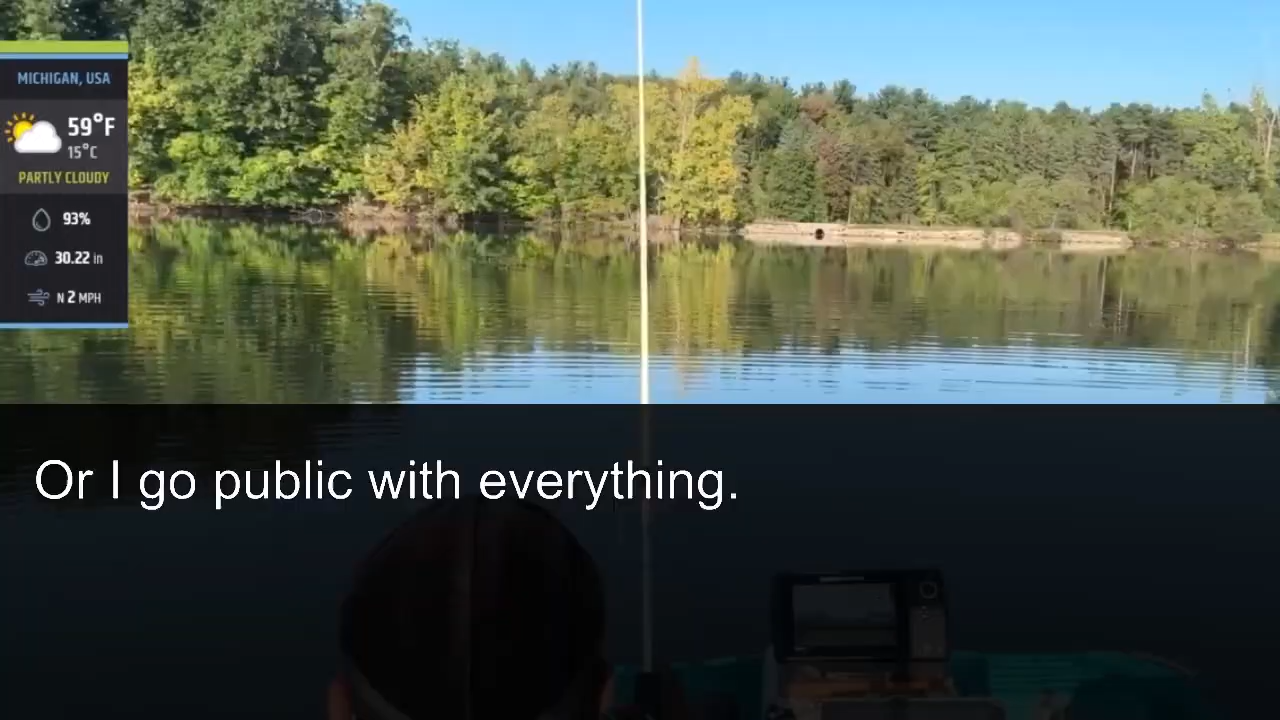 MICHIGAN, USA
59°F
15°C
PARTLY CLOUDY
93%
30.22 in
N 2 MPH
Or I go public with everything.